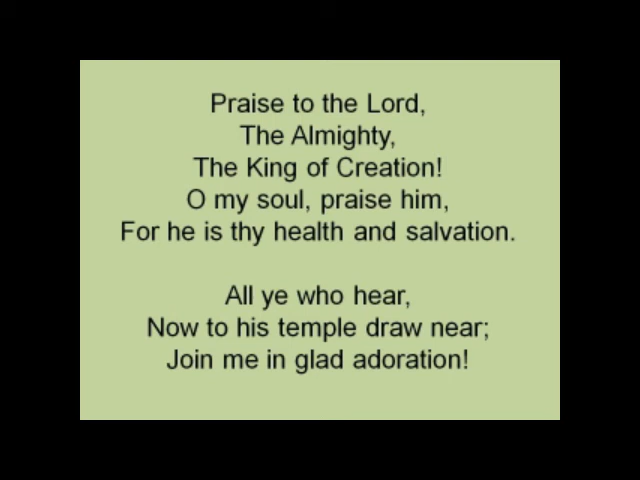 Praise to the Lord,
The Almighty,
The King of Creation!
O my soul, praise him,
For he is thy health and salvation.
All ye who hear,
Now to his temple draw near;
Join me in glad adoration!